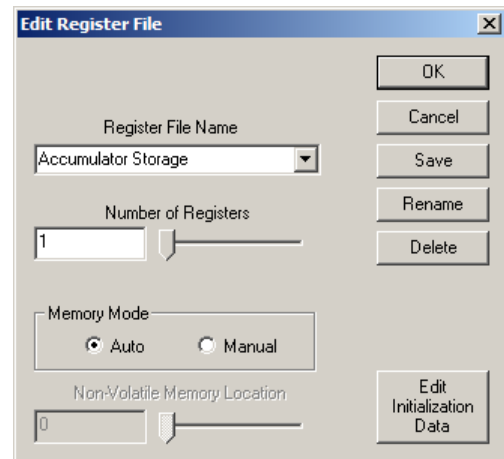 Edit Register File
OK
Cancel
Register File Name
Accumulator Storage
Save
Rename
Number of Registers
1
Delete
Memory Mode
Auto
Manual
Non-Volatile Memory Location
0
Edit
Initialization
Data